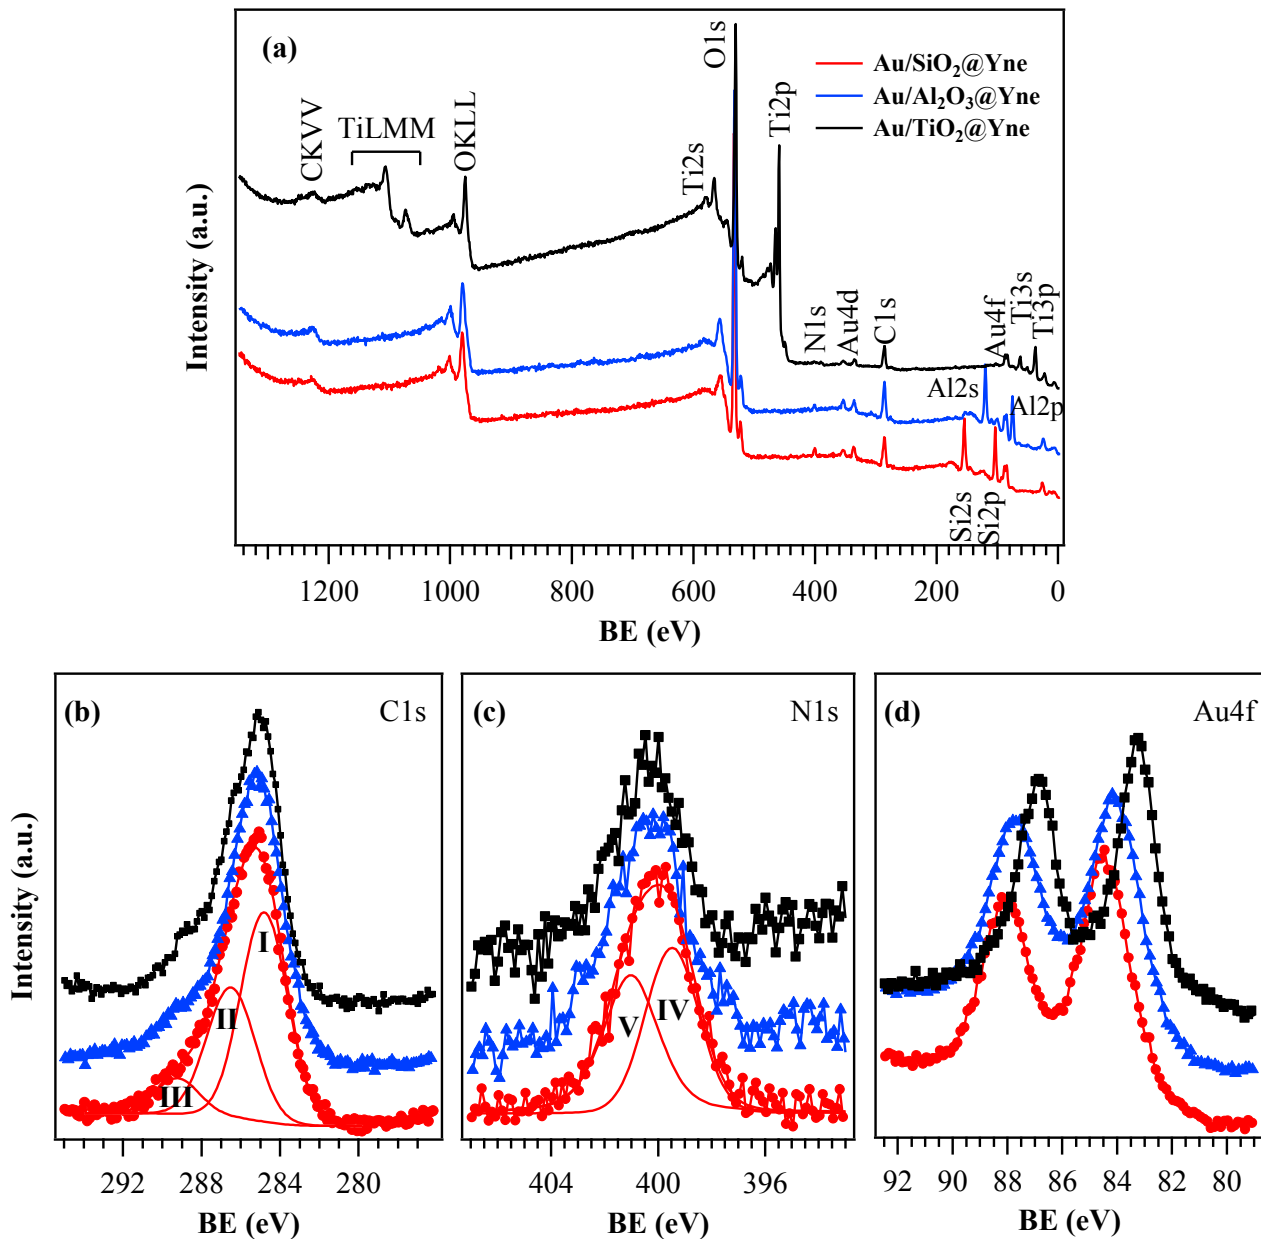 (a)
Au/SiO₂@Yne
Au/Al₂O₃@Yne
Au/TiO₂@Yne
CKVV
TiLMM
OKLL
Ti2s
O1s
Ti2p
N1s
Au4d
C1s
Au4f
Ti3s
Ti3p
Al2s
Al2p
Si2s
Si2p
Intensity (a.u.)
1200 1000 800 600 400 200 0
BE (eV)
(b) C1s
I
II
III
Intensity (a.u.)
292 288 284 280
BE (eV)
(c) N1s
V IV
404 400 396
BE (eV)
(d) Au4f
92 90 88 86 84 82 80
BE (eV)